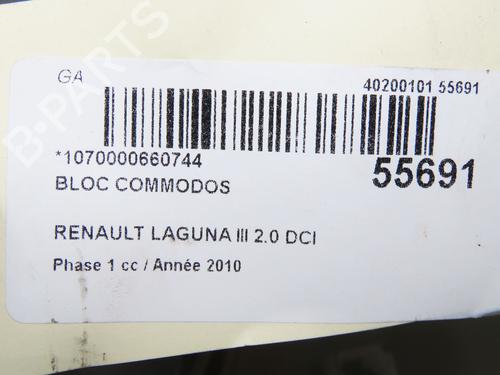 GA
40200101 55691
*1070000660744
55691
BLOC COMMODOS
RENAULT LAGUNA III 2.0 DCI
Phase 1 cc / Année 2010
B-PARTS